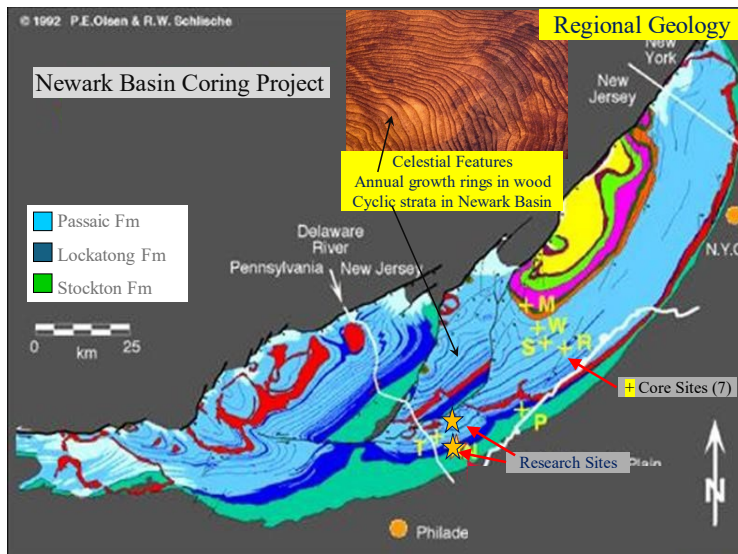 © 1992 P.E.Olsen & R.W. Schlische
Regional Geology
New
York
New
Jersey
Newark Basin Coring Project
Celestial Features
Annual growth rings in wood
Cyclic strata in Newark Basin
Passaic Fm
Lockatong Fm
Stockton Fm
Delaware
River
Pennsylvania
New Jersey
N.Y.C
0
25
km
M
W
S
R
+ Core Sites (7)
P
T
Research Sites
Plain
N
Philade